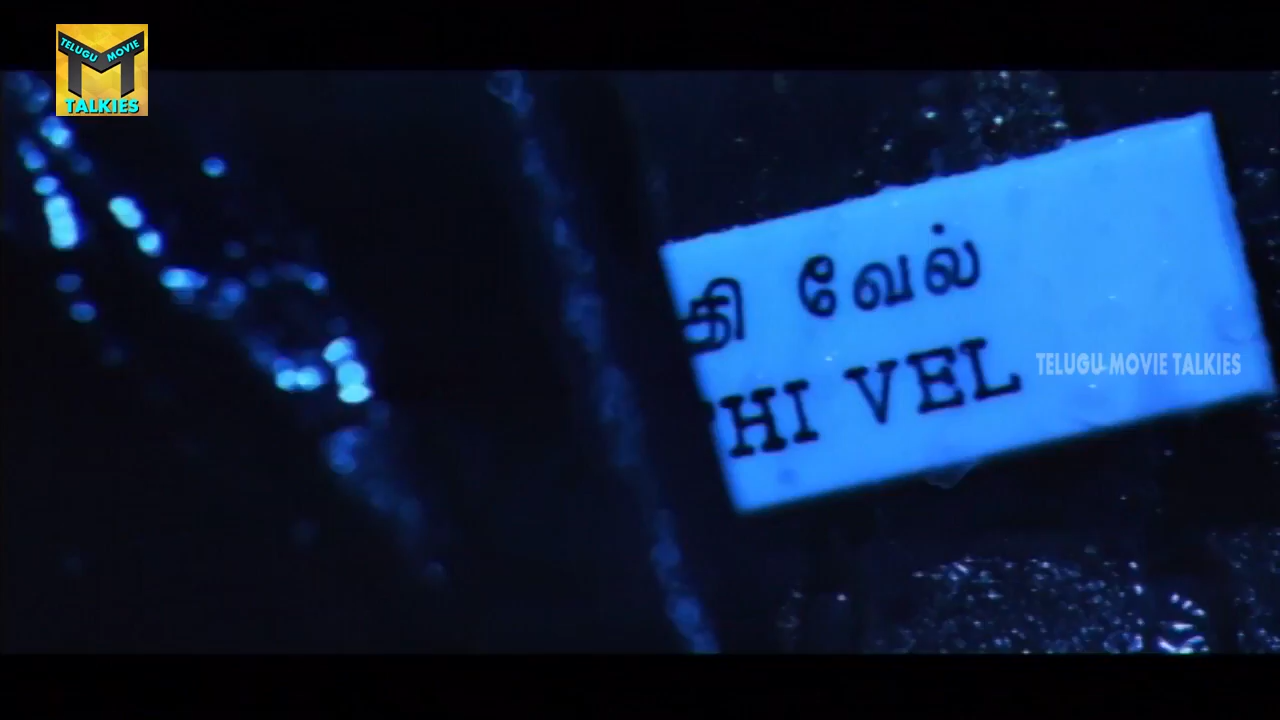 TELUGU MOVIE
TALKIES
கி வேல்
HI VEL
TELUGU MOVIE TALKIES